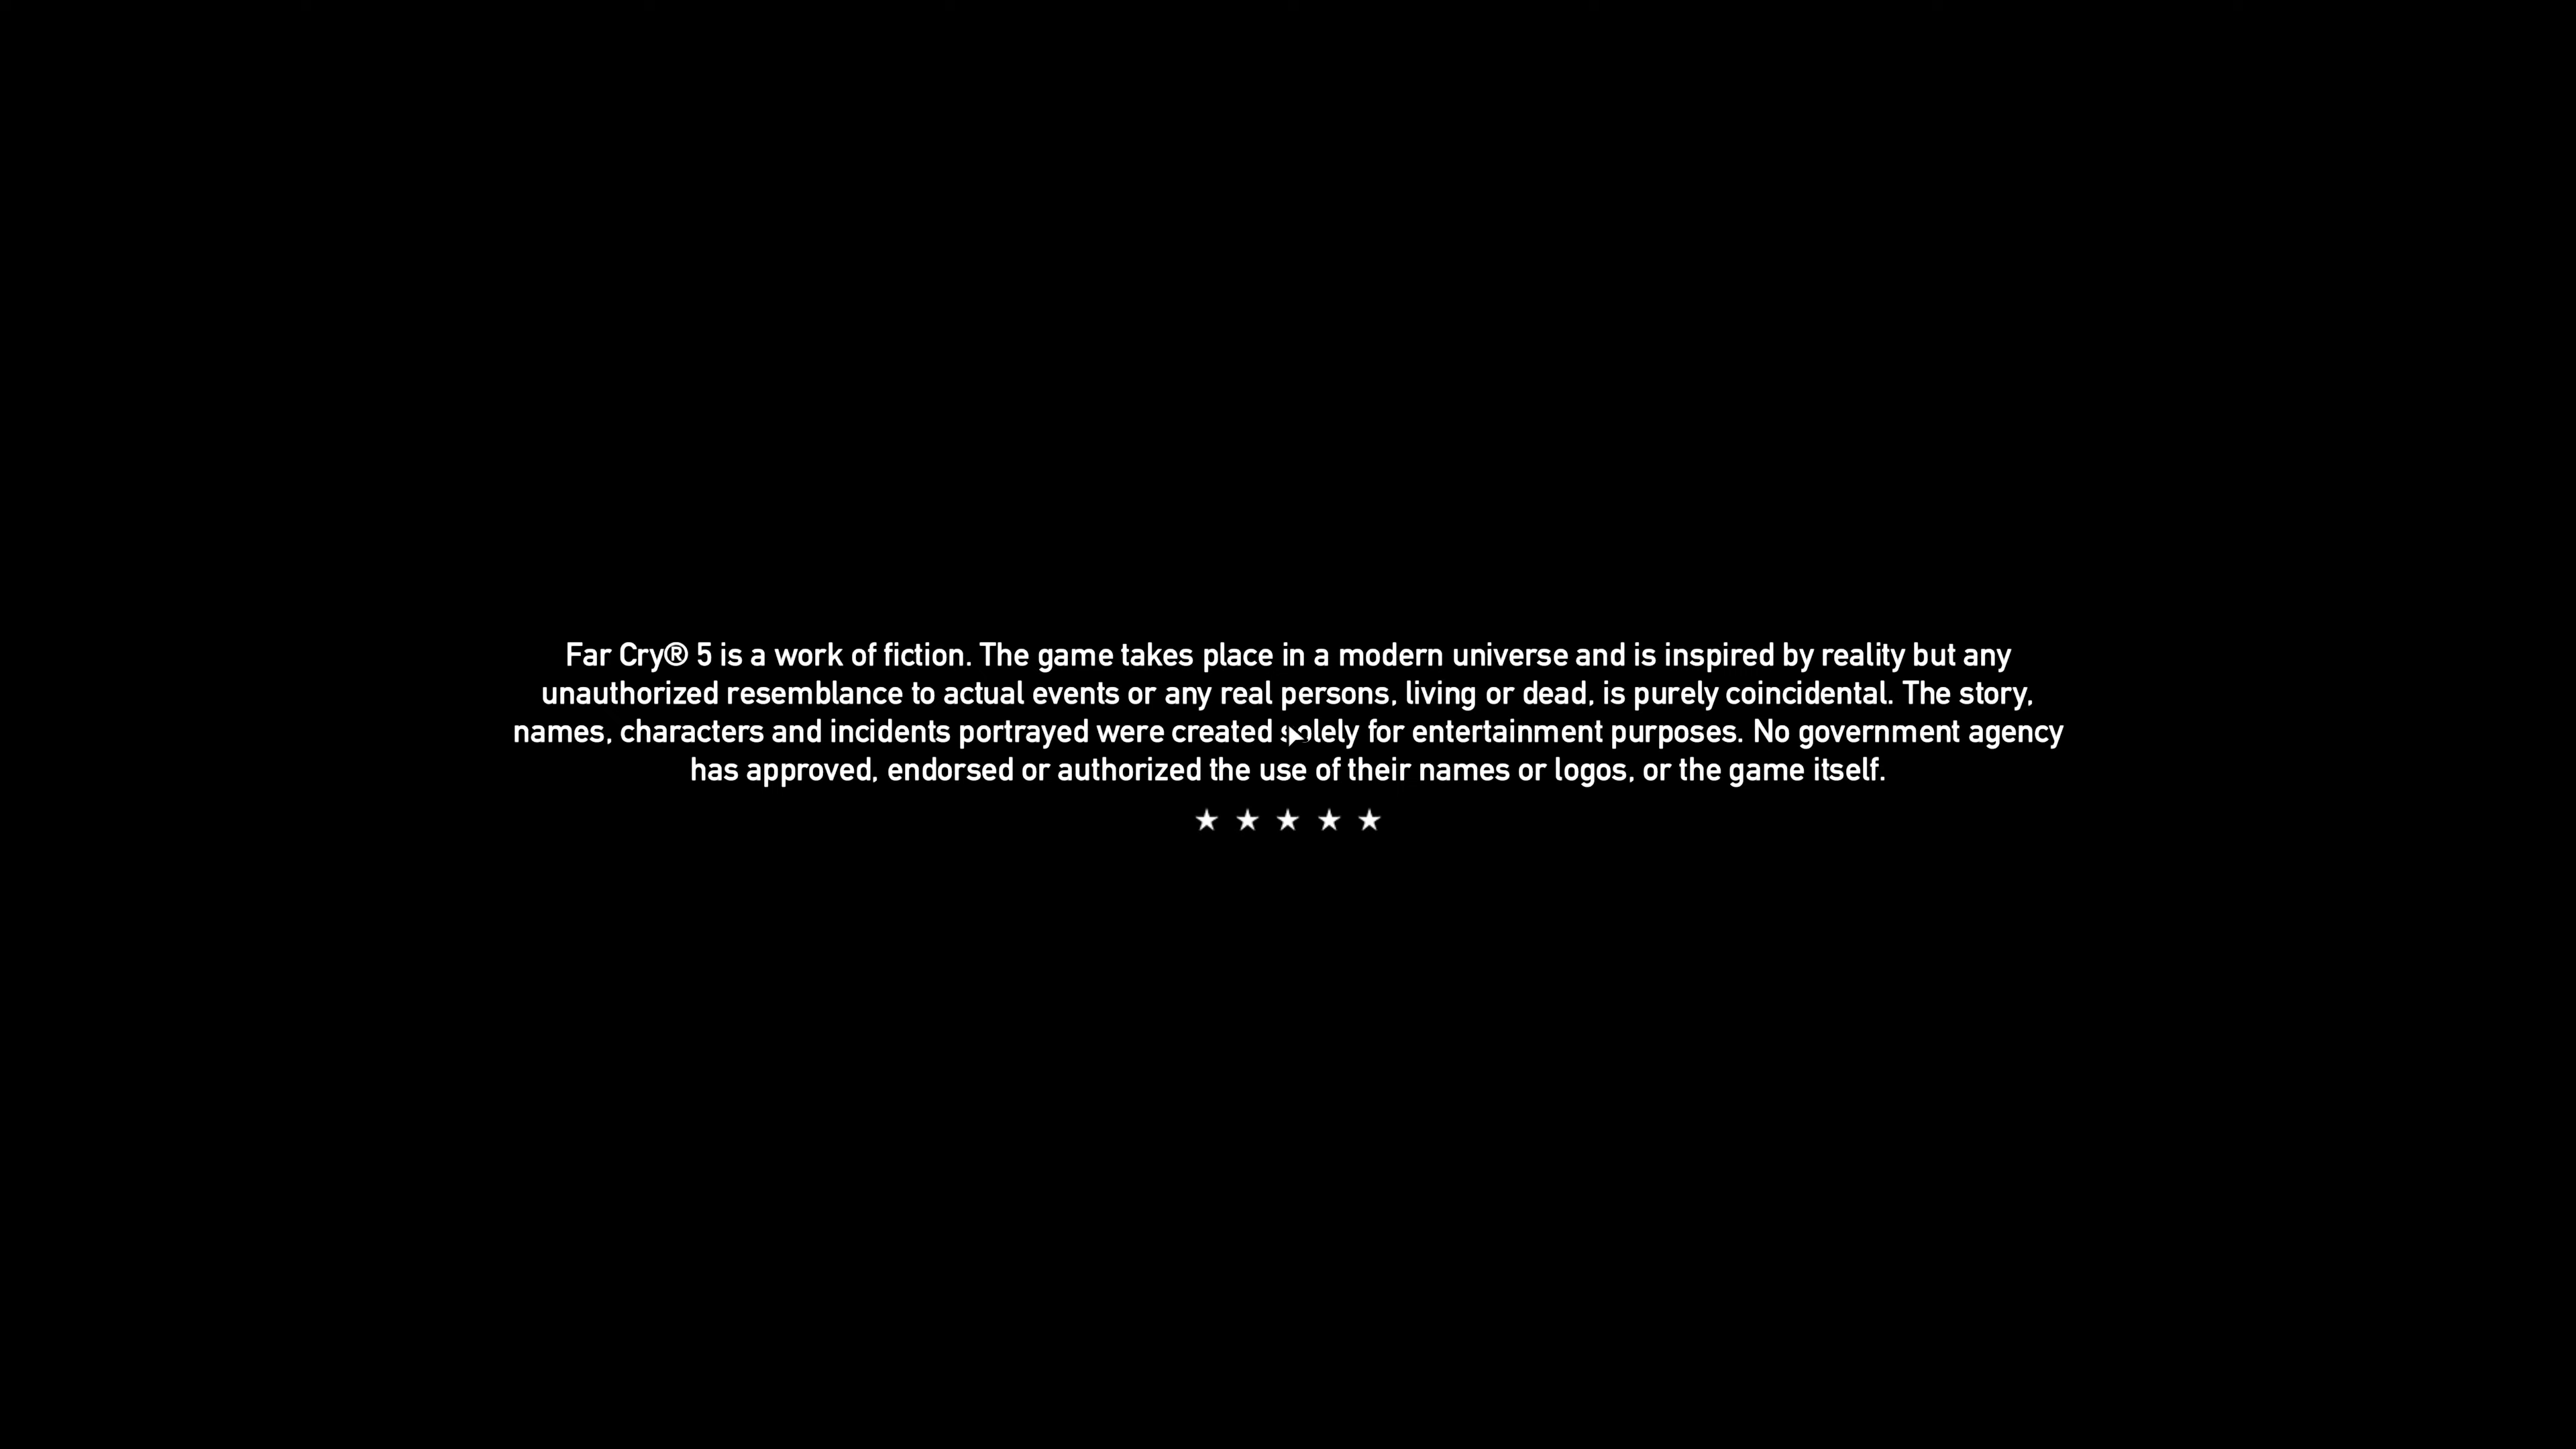 Far Cry® 5 is a work of fiction. The game takes place in a modern universe and is inspired by reality but any
unauthorized resemblance to actual events or any real persons, living or dead, is purely coincidental. The story,
names, characters and incidents portrayed were created solely for entertainment purposes. No government agency
has approved, endorsed or authorized the use of their names or logos, or the game itself.
★ ★ ★ ★ ★